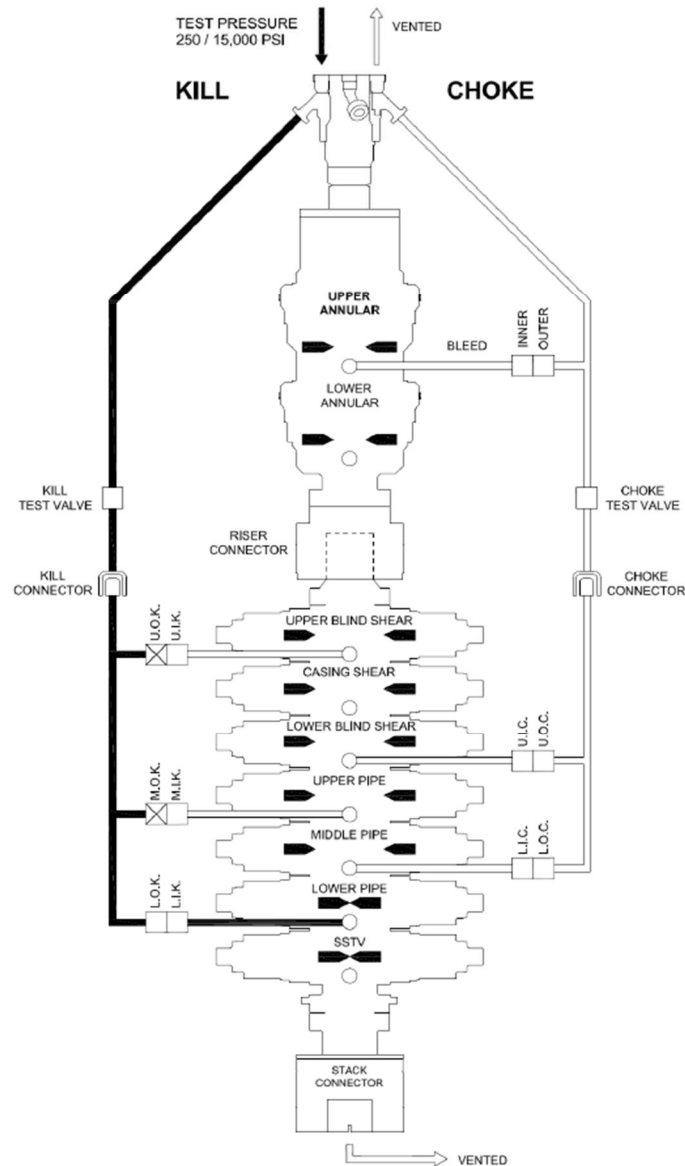 TEST PRESSURE
250 / 15,000 PSI
VENTED
KILL
CHOKE
UPPER
ANNULAR
INNER
OUTER
BLEED
LOWER
ANNULAR
KILL
TEST VALVE
CHOKE
TEST VALVE
RISER
CONNECTOR
KILL
CONNECTOR
CHOKE
CONNECTOR
U.O.K.
U.I.K.
UPPER BLIND SHEAR
CASING SHEAR
LOWER BLIND SHEAR
U.I.C.
U.O.C.
UPPER PIPE
M.O.K.
M.I.K.
MIDDLE PIPE
L.I.C.
L.O.C.
LOWER PIPE
L.O.K.
L.I.K.
SSTV
STACK
CONNECTOR
VENTED